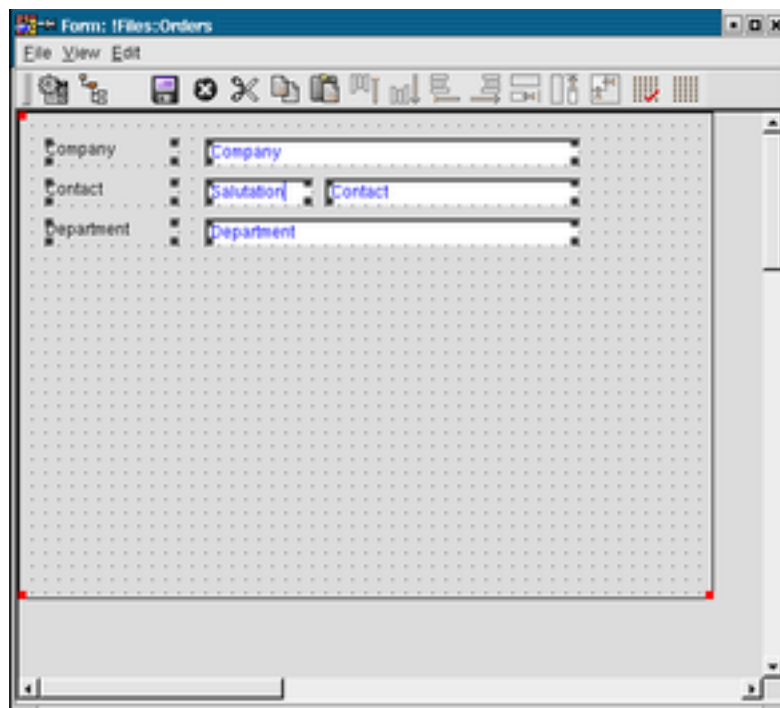 Form: !Files:Orders
File View Edit
Company Company
Contact Salutation Contact
Department Department